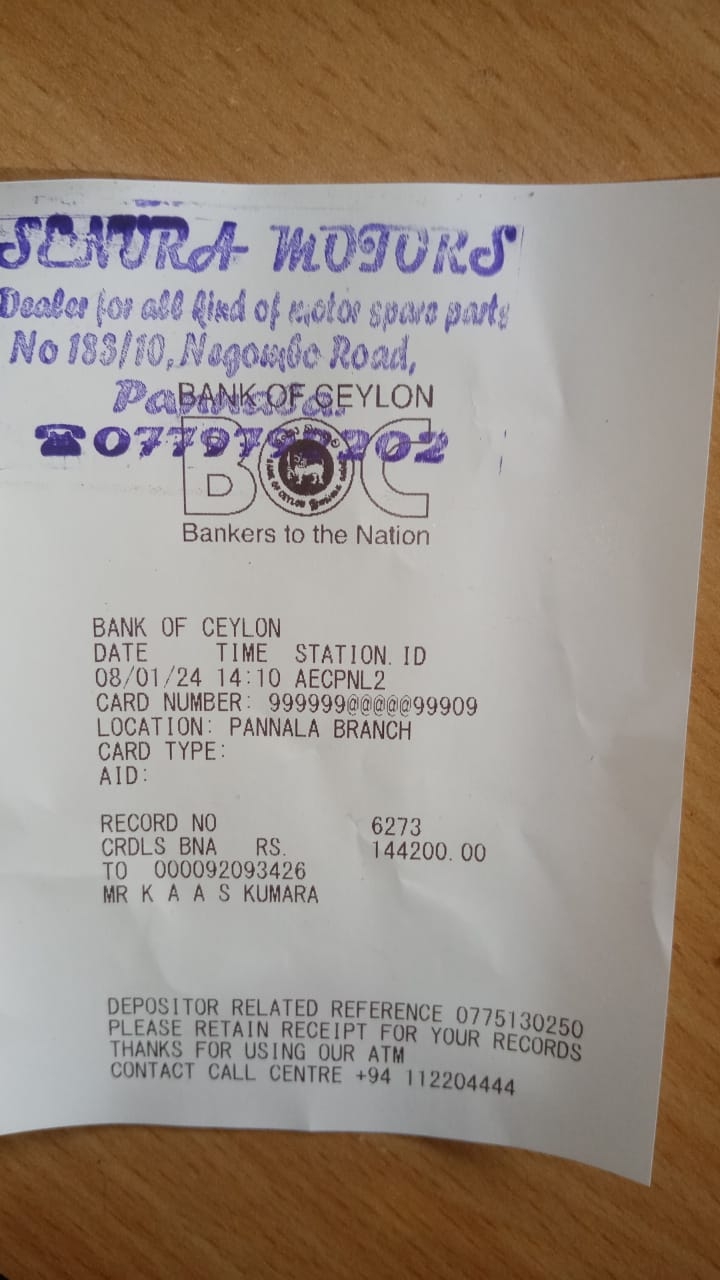 SENURA MOTORS
Dealer for all kind of motor spare parts
No 183/10, Negombo Road,
Pannala.
BANK OF CEYLON
BOC
Bankers to the Nation
BANK OF CEYLON
DATE TIME STATION.ID
08/01/24 14:10 AECPNL2
CARD NUMBER: 999999@@@@@99909
LOCATION: PANNALA BRANCH
CARD TYPE:
AID:
RECORD NO 6273
CRDLS BNA RS. 144200.00
TO 000092093426
MR K A A S KUMARA
DEPOSITOR RELATED REFERENCE 0775130250
PLEASE RETAIN RECEIPT FOR YOUR RECORDS
THANKS FOR USING OUR ATM
CONTACT CALL CENTRE +94 112204444